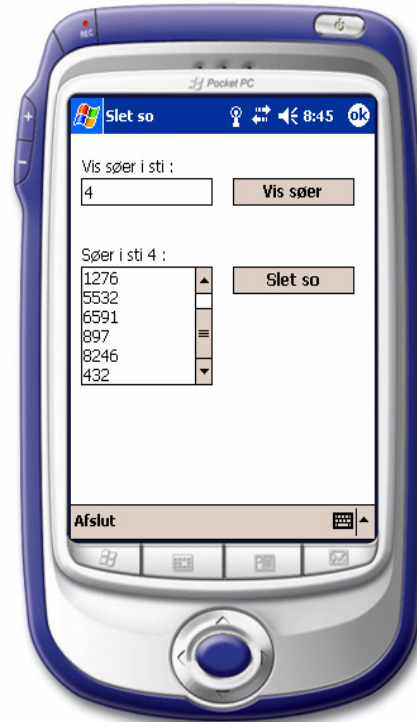 REC
Pocket PC
Slet so 8:45 ok
Vis søer i sti :
4 Vis søer
Søer i sti 4 :
Slet so
1276
5532
6591
897
8246
432
Afslut